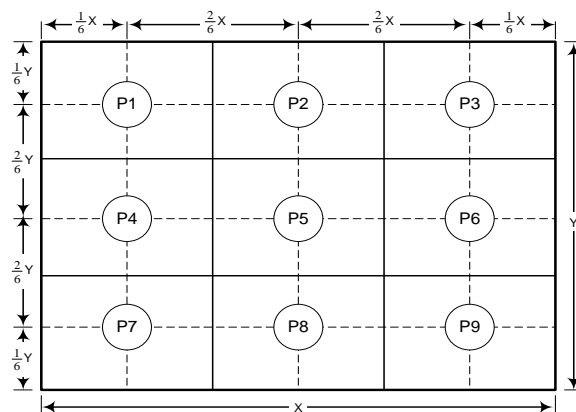 1/6 X 2/6 X 2/6 X 1/6 X
1/6 Y
P1 P2 P3
2/6 Y
P4 P5 P6
Y
2/6 Y
P7 P8 P9
1/6 Y
X